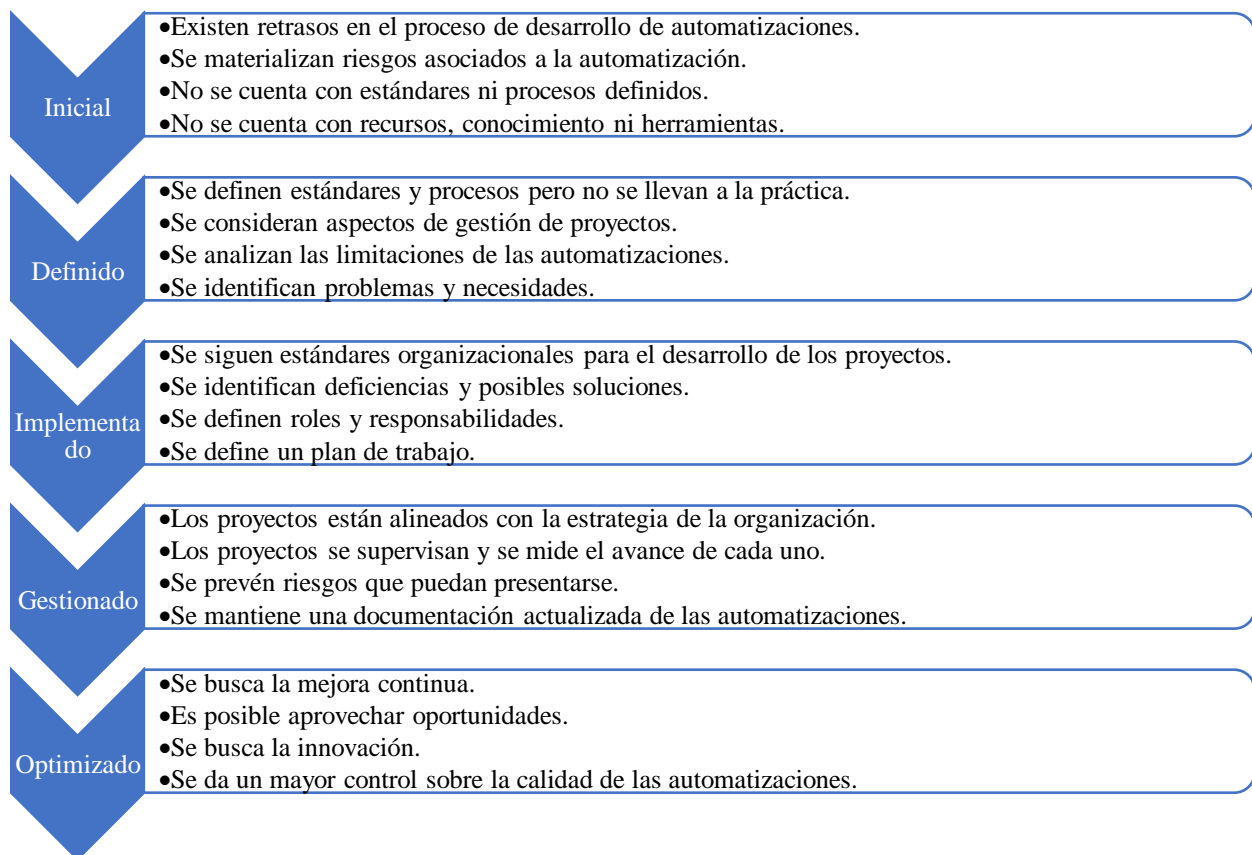 Inicial
•Existen retrasos en el proceso de desarrollo de automatizaciones.
•Se materializan riesgos asociados a la automatización.
•No se cuenta con estándares ni procesos definidos.
•No se cuenta con recursos, conocimiento ni herramientas.
Definido
•Se definen estándares y procesos pero no se llevan a la práctica.
•Se consideran aspectos de gestión de proyectos.
•Se analizan las limitaciones de las automatizaciones.
•Se identifican problemas y necesidades.
Implementa
do
•Se siguen estándares organizacionales para el desarrollo de los proyectos.
•Se identifican deficiencias y posibles soluciones.
•Se definen roles y responsabilidades.
•Se define un plan de trabajo.
Gestionado
•Los proyectos están alineados con la estrategia de la organización.
•Los proyectos se supervisan y se mide el avance de cada uno.
•Se prevén riesgos que puedan presentarse.
•Se mantiene una documentación actualizada de las automatizaciones.
Optimizado
•Se busca la mejora continua.
•Es posible aprovechar oportunidades.
•Se busca la innovación.
•Se da un mayor control sobre la calidad de las automatizaciones.